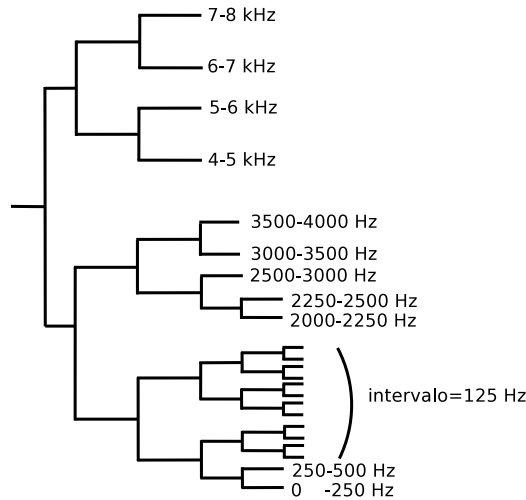 7-8 kHz
6-7 kHz
5-6 kHz
4-5 kHz
3500-4000 Hz
3000-3500 Hz
2500-3000 Hz
2250-2500 Hz
2000-2250 Hz
intervalo=125 Hz
250-500 Hz
0 -250 Hz